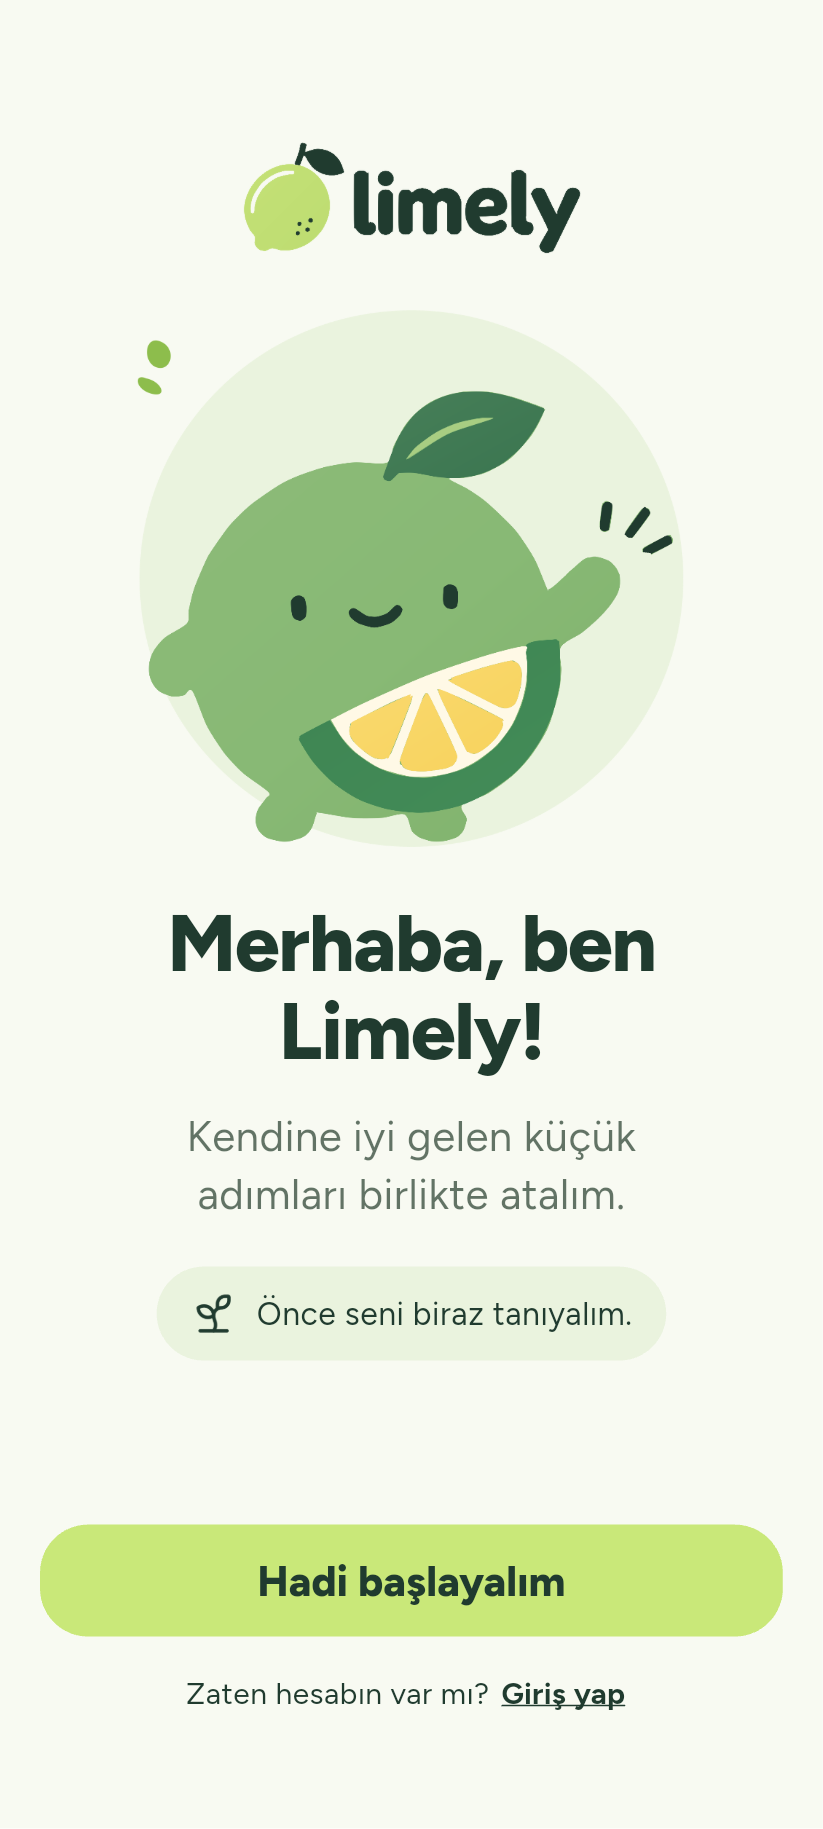 limely
Merhaba, ben
Limely!
Kendine iyi gelen küçük
adımları birlikte atalım.
Önce seni biraz tanıyalım.
Hadi başlayalım
Zaten hesabın var mı? Giriş yap